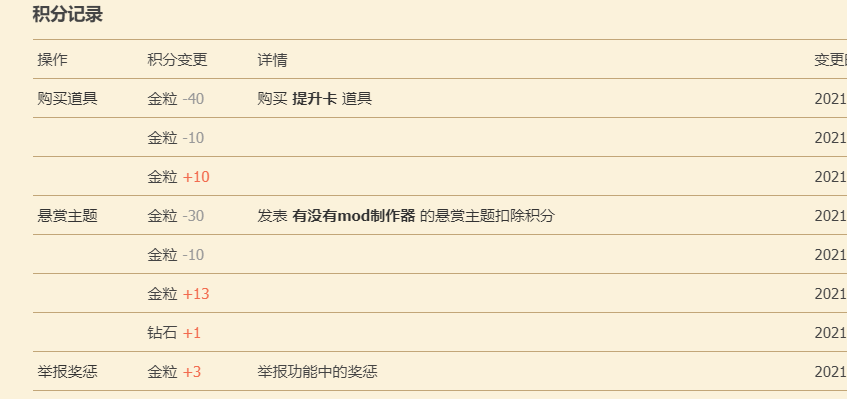 积分记录
操作 积分变更 详情 变更
购买道具 金粒 -40 购买 提升卡 道具 2021
金粒 -10 2021
金粒 +10 2021
悬赏主题 金粒 -30 发表 有没有mod制作器 的悬赏主题扣除积分 2021
金粒 -10 2021
金粒 +13 2021
钻石 +1 2021
举报奖惩 金粒 +3 举报功能中的奖惩 2021